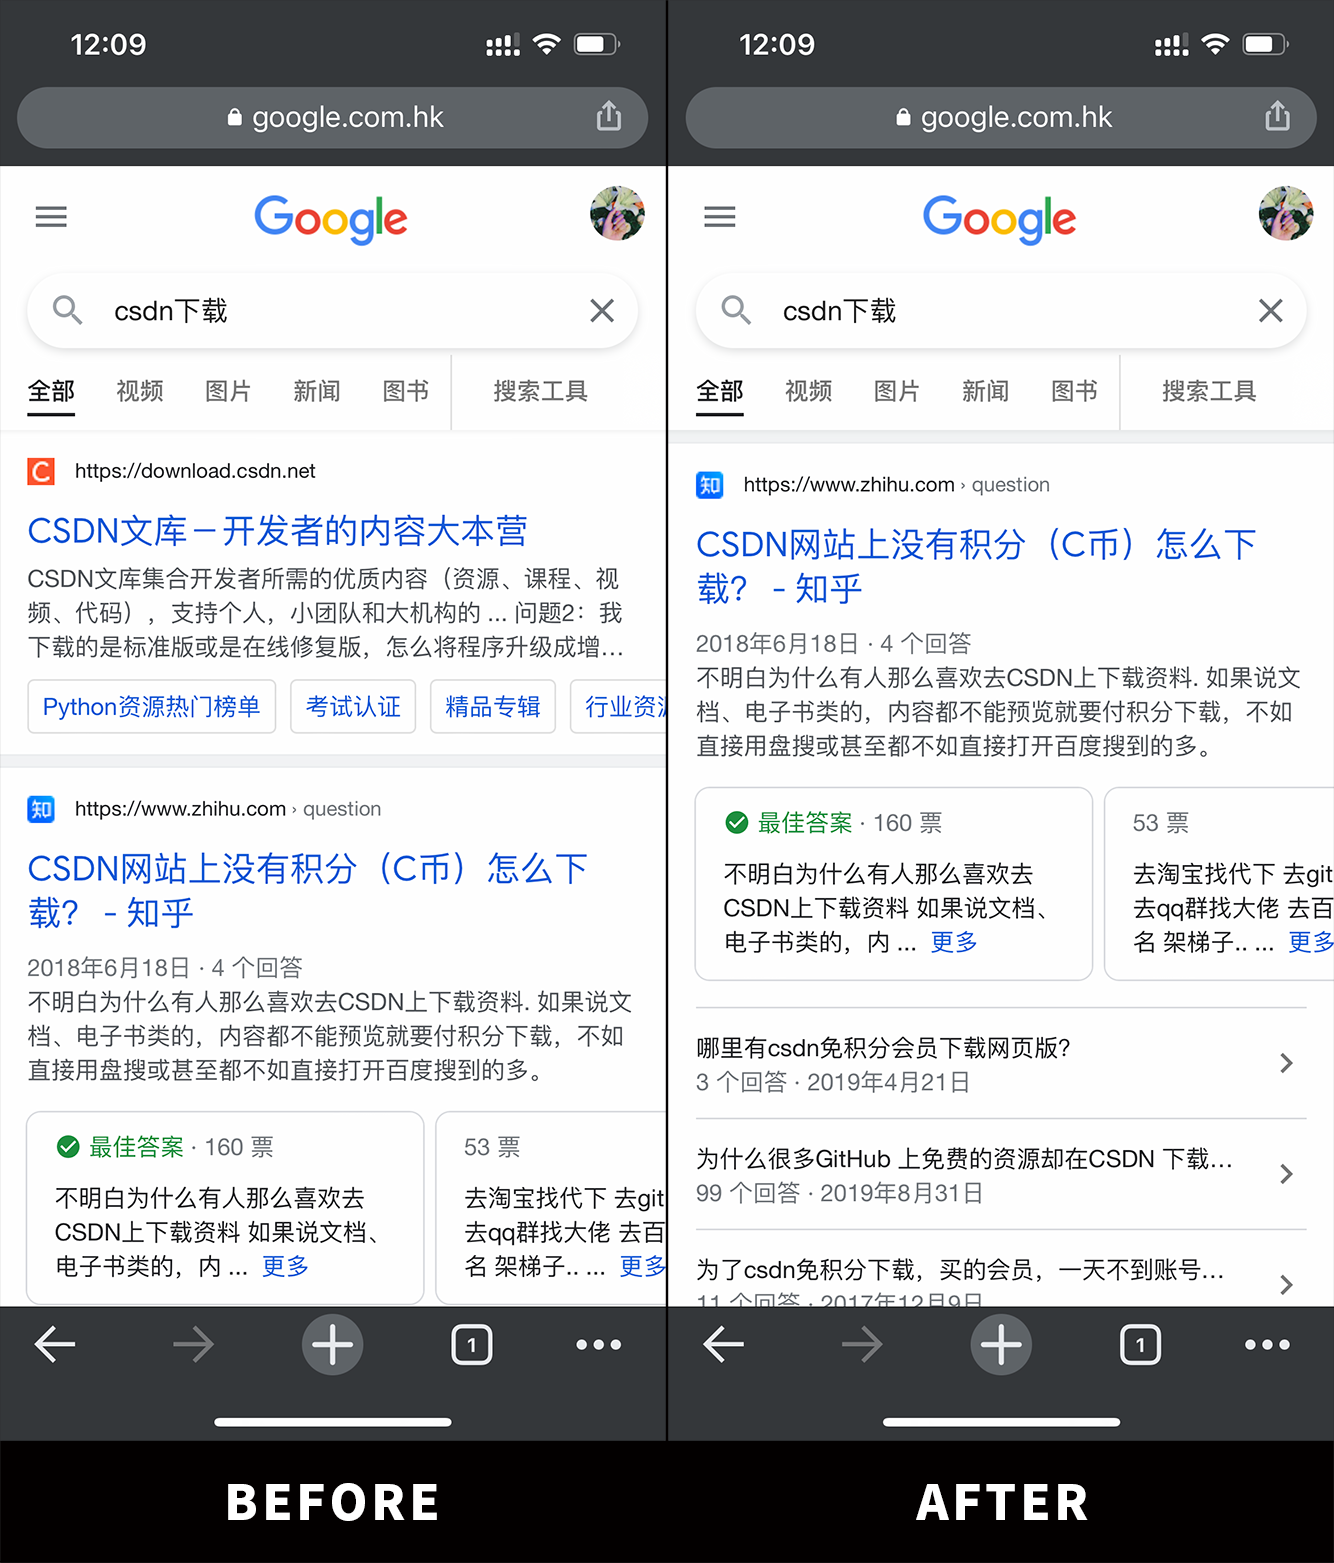 12:09
google.com.hk
Google
csdn下载
全部 视频 图片 新闻 图书 搜索工具
C https://download.csdn.net
CSDN文库－开发者的内容大本营
CSDN文库集合开发者所需的优质内容（资源、课程、视
频、代码），支持个人，小团队和大机构的 ... 问题2：我
下载的是标准版或是在线修复版，怎么将程序升级成增...
Python资源热门榜单 考试认证 精品专辑 行业资
知 https://www.zhihu.com › question
CSDN网站上没有积分（C币）怎么下
载？ - 知乎
2018年6月18日 · 4 个回答
不明白为什么有人那么喜欢去CSDN上下载资料. 如果说文
档、电子书类的，内容都不能预览就要付积分下载，不如
直接用盘搜或甚至都不如直接打开百度搜到的多。
最佳答案 · 160 票
不明白为什么有人那么喜欢去
CSDN上下载资料 如果说文档、
电子书类的，内 ... 更多
53 票
去淘宝找代下 去git
去qq群找大佬 去百
名 架梯子.. ... 更多
1
BEFORE
12:09
google.com.hk
Google
csdn下载
全部 视频 图片 新闻 图书 搜索工具
知 https://www.zhihu.com › question
CSDN网站上没有积分（C币）怎么下
载？ - 知乎
2018年6月18日 · 4 个回答
不明白为什么有人那么喜欢去CSDN上下载资料. 如果说文
档、电子书类的，内容都不能预览就要付积分下载，不如
直接用盘搜或甚至都不如直接打开百度搜到的多。
最佳答案 · 160 票
不明白为什么有人那么喜欢去
CSDN上下载资料 如果说文档、
电子书类的，内 ... 更多
53 票
去淘宝找代下 去git
去qq群找大佬 去百
名 架梯子.. ... 更多
哪里有csdn免积分会员下载网页版？
3 个回答 · 2019年4月21日
为什么很多GitHub 上免费的资源却在CSDN 下载...
99 个回答 · 2019年8月31日
为了csdn免积分下载，买的会员，一天不到账号...
11 个回答 · 2017年12月9日
1
AFTER